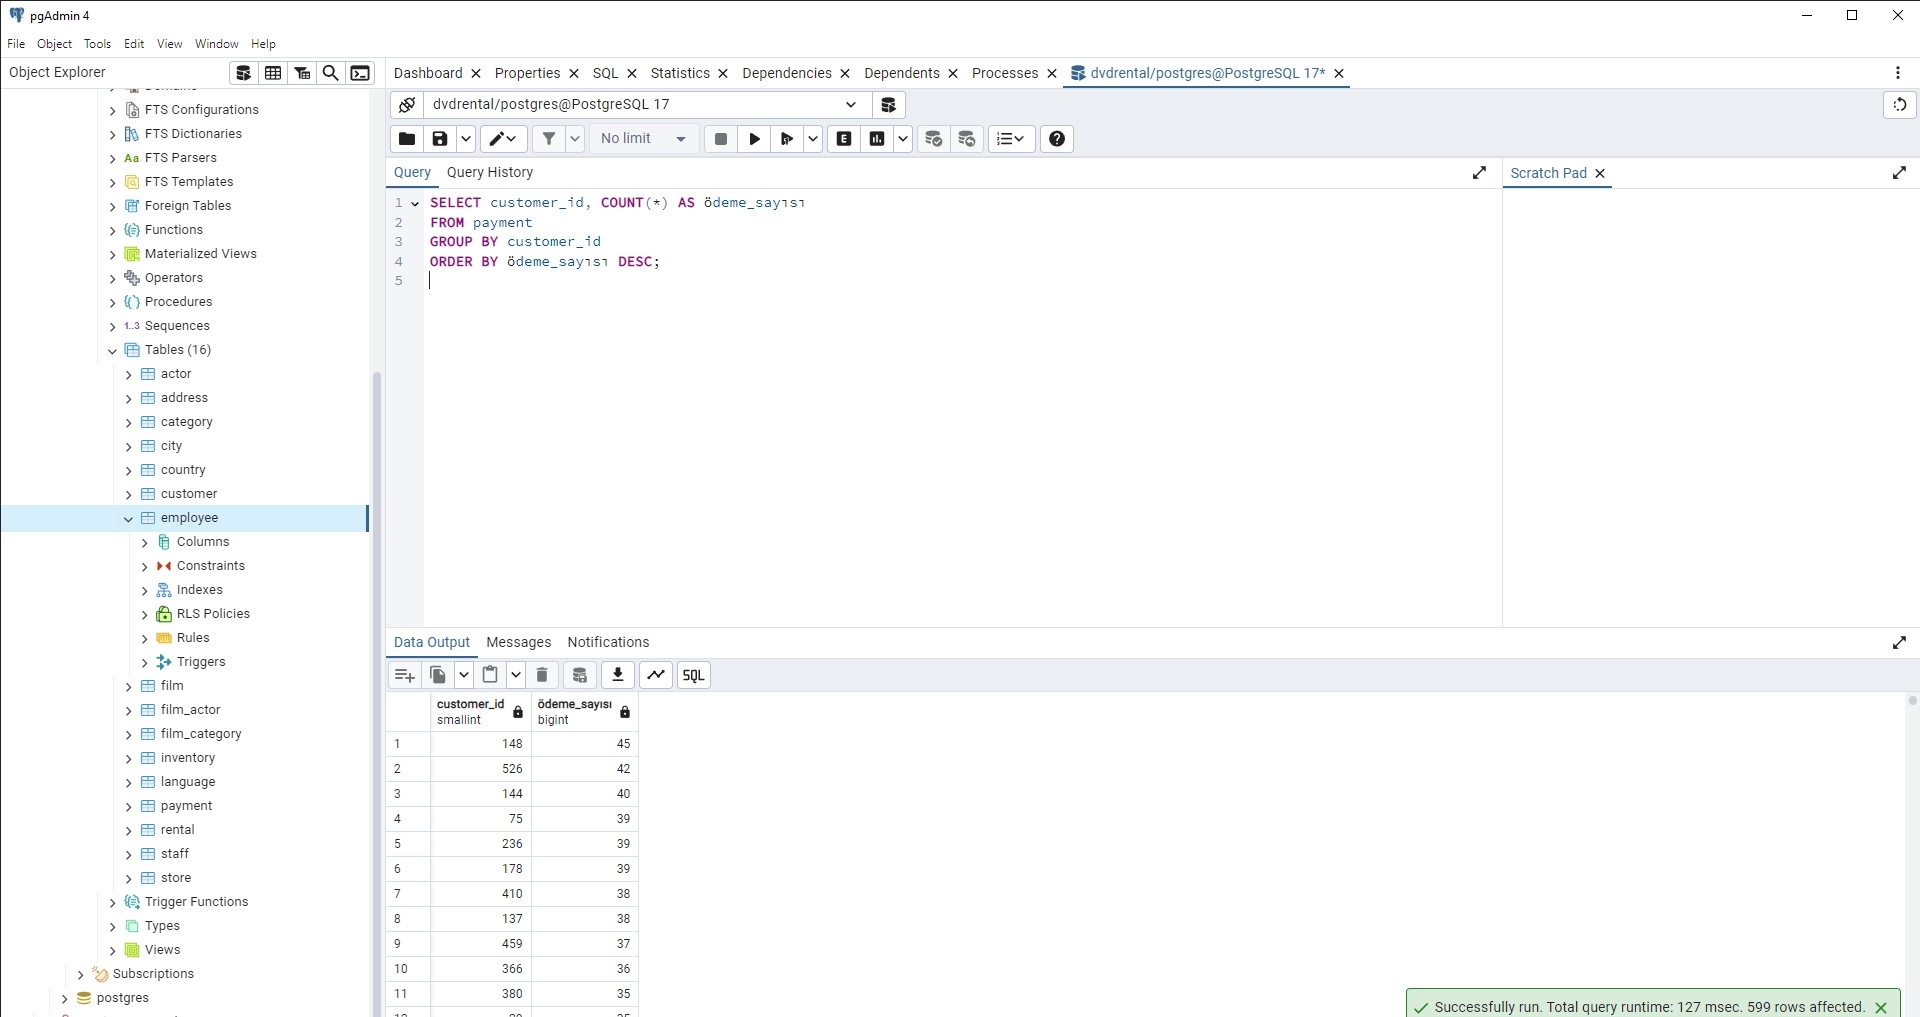 pgAdmin 4
File Object Tools Edit View Window Help
Object Explorer
Dashboard Properties SQL Statistics Dependencies Dependents Processes dvdrental/postgres@PostgreSQL 17*
dvdrental/postgres@PostgreSQL 17
No limit
E
Query Query History
Scratch Pad
1 SELECT customer_id, COUNT(*) AS ödeme_sayısı
2 FROM payment
3 GROUP BY customer_id
4 ORDER BY ödeme_sayısı DESC;
5
FTS Configurations
FTS Dictionaries
Aa FTS Parsers
FTS Templates
Foreign Tables
Functions
Materialized Views
Operators
Procedures
1..3 Sequences
Tables (16)
actor
address
category
city
country
customer
employee
Columns
Constraints
Indexes
RLS Policies
Rules
Triggers
film
film_actor
film_category
inventory
language
payment
rental
staff
store
Trigger Functions
Types
Views
Subscriptions
postgres
Data Output Messages Notifications
SQL
customer_id smallint
ödeme_sayısı bigint
1 148 45
2 526 42
3 144 40
4 75 39
5 236 39
6 178 39
7 410 38
8 137 38
9 459 37
10 366 36
11 380 35
Successfully run. Total query runtime: 127 msec. 599 rows affected.